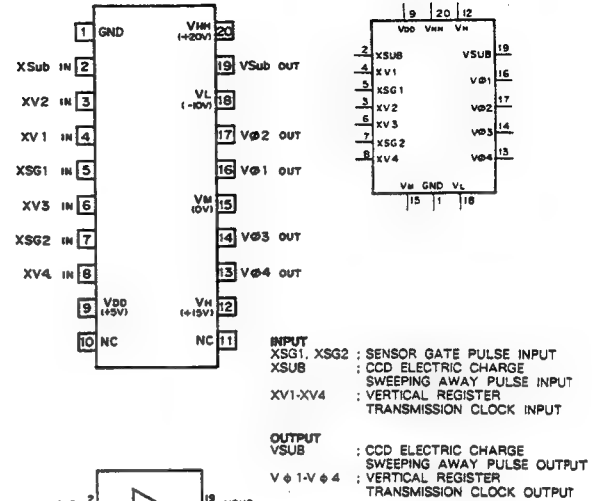 1 GND VHH (+20V) 20
XSub IN 2 19 VSub OUT
XV2 IN 3 VL (-10V) 18
XV1 IN 4 17 VØ2 OUT
XSG1 IN 5 16 VØ1 OUT
XV3 IN 6 VM (0V) 15
XSG2 IN 7 14 VØ3 OUT
XV4 IN 8 13 VØ4 OUT
9 VDD (+5V) VH (+15V) 12
10 NC NC 11
9 20 12
VDD VHH VH
2 XSUB VSUB 19
4 XV1 VØ1 16
5 XSG1
3 XV2 VØ2 17
6 XV3 VØ3 14
7 XSG2
8 XV4 VØ4 13
VM GND VL
15 1 18
INPUT
XSG1, XSG2 ; SENSOR GATE PULSE INPUT
XSUB ; CCD ELECTRIC CHARGE
SWEEPING AWAY PULSE INPUT
XV1-XV4 ; VERTICAL REGISTER
TRANSMISSION CLOCK INPUT
OUTPUT
VSUB ; CCD ELECTRIC CHARGE
SWEEPING AWAY PULSE OUTPUT
V ϕ 1-V ϕ 4 ; VERTICAL REGISTER
TRANSMISSION CLOCK OUTPUT
2 19